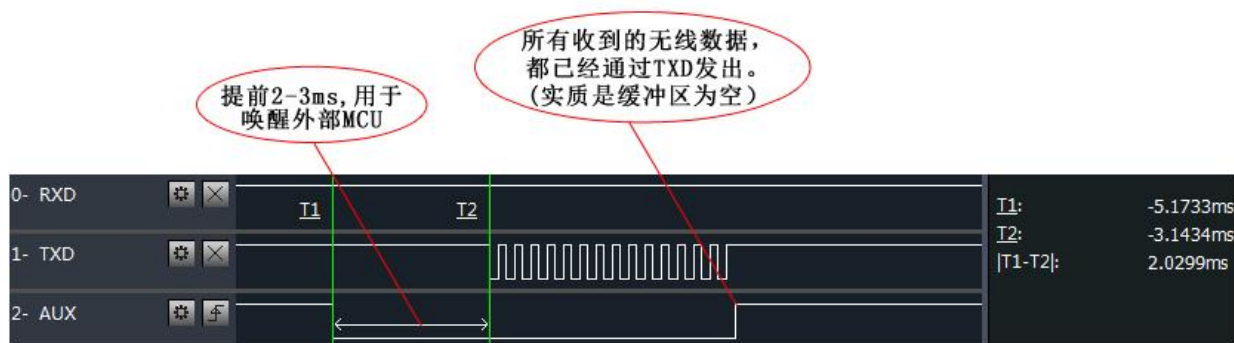 所有收到的无线数据，
都已经通过TXD发出。
(实质是缓冲区为空）
提前2-3ms,用于
唤醒外部MCU
0- RXD
T1
T2
1- TXD
2- AUX
T1: -5.1733ms
T2: -3.1434ms
|T1-T2|: 2.0299ms